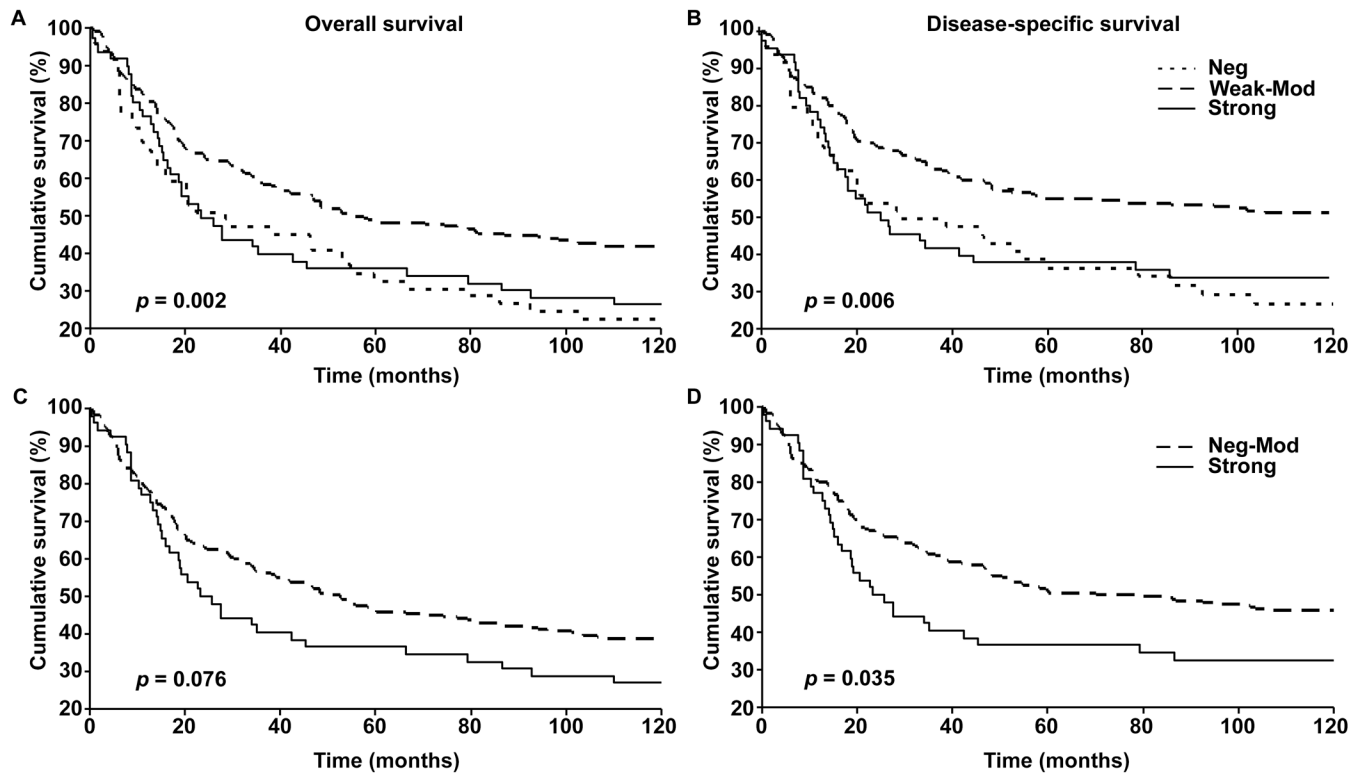 A Overall survival
B Disease-specific survival
Cumulative survival (%)
100
90
80
70
60
50
40
30
20
p = 0.002
0 20 40 60 80 100 120
Time (months)
Cumulative survival (%)
100
90
80
70
60
50
40
30
20
Neg
Weak-Mod
Strong
p = 0.006
0 20 40 60 80 100 120
Time (months)
C
Cumulative survival (%)
100
90
80
70
60
50
40
30
20
p = 0.076
0 20 40 60 80 100 120
Time (months)
D
Cumulative survival (%)
100
90
80
70
60
50
40
30
20
Neg-Mod
Strong
p = 0.035
0 20 40 60 80 100 120
Time (months)